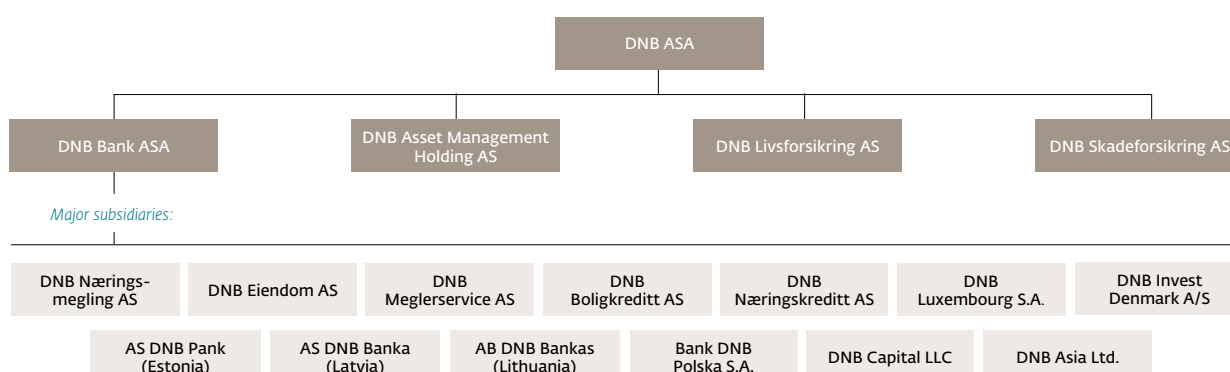 DNB ASA
DNB Bank ASA
DNB Asset Management
Holding AS
DNB Livsforsikring AS
DNB Skadeforsikring AS
Major subsidiaries:
DNB Nærings-
megling AS
DNB Eiendom AS
DNB
Meglerservice AS
DNB
Boligkreditt AS
DNB
Næringskreditt AS
DNB
Luxembourg S.A.
DNB Invest
Denmark A/S
AS DNB Pank
(Estonia)
AS DNB Banka
(Latvia)
AB DNB Bankas
(Lithuania)
Bank DNB
Polska S.A.
DNB Capital LLC
DNB Asia Ltd.